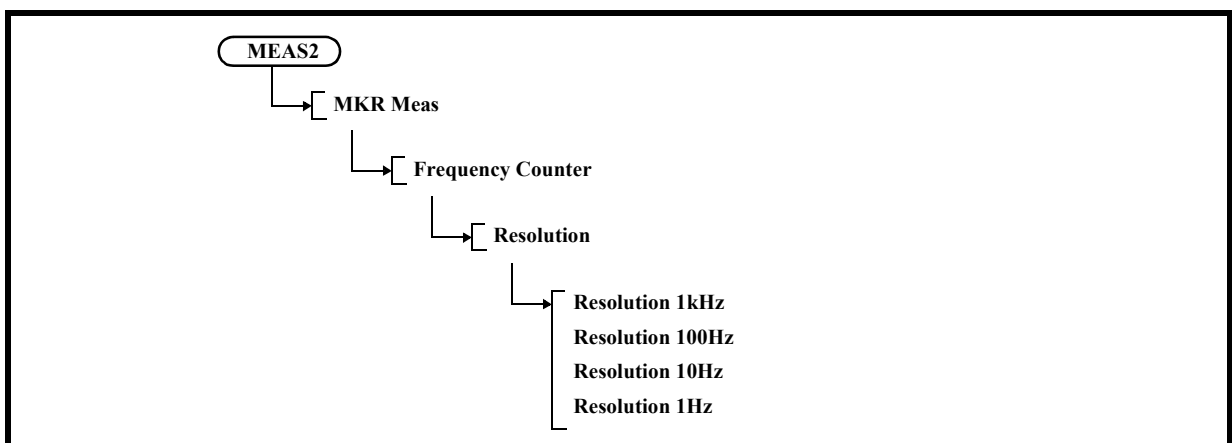 MEAS2
MKR Meas
Frequency Counter
Resolution
Resolution 1kHz
Resolution 100Hz
Resolution 10Hz
Resolution 1Hz